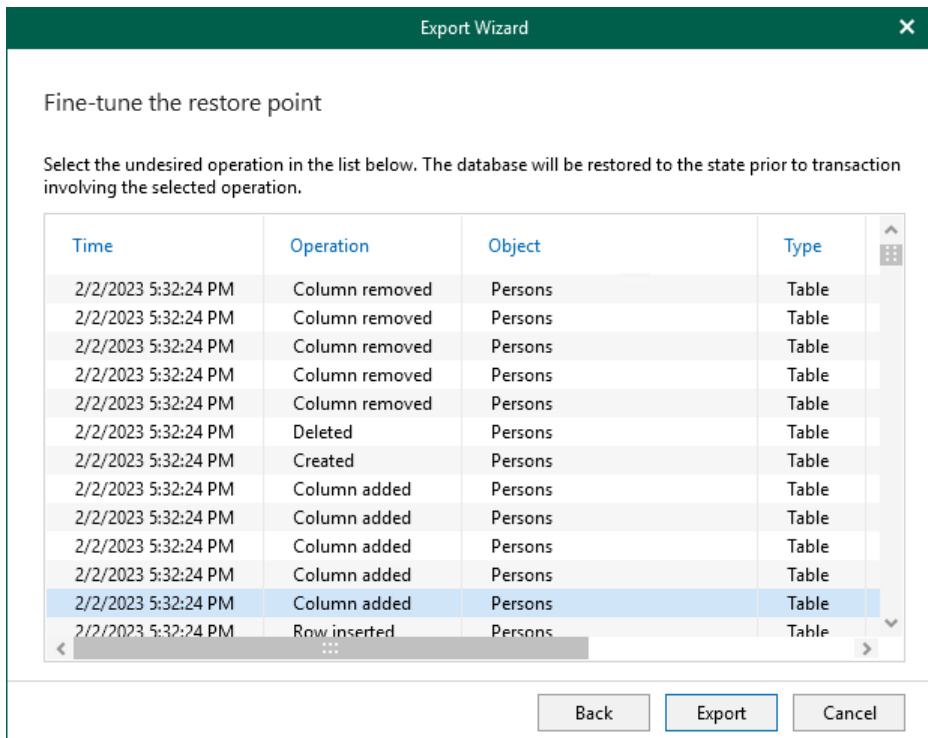 Export Wizard
Fine-tune the restore point
Select the undesired operation in the list below. The database will be restored to the state prior to transaction
involving the selected operation.
Time Operation Object Type
2/2/2023 5:32:24 PM Column removed Persons Table
2/2/2023 5:32:24 PM Column removed Persons Table
2/2/2023 5:32:24 PM Column removed Persons Table
2/2/2023 5:32:24 PM Column removed Persons Table
2/2/2023 5:32:24 PM Column removed Persons Table
2/2/2023 5:32:24 PM Deleted Persons Table
2/2/2023 5:32:24 PM Created Persons Table
2/2/2023 5:32:24 PM Column added Persons Table
2/2/2023 5:32:24 PM Column added Persons Table
2/2/2023 5:32:24 PM Column added Persons Table
2/2/2023 5:32:24 PM Column added Persons Table
2/2/2023 5:32:24 PM Column added Persons Table
2/2/2023 5:32:24 PM Row inserted Persons Table
Back Export Cancel